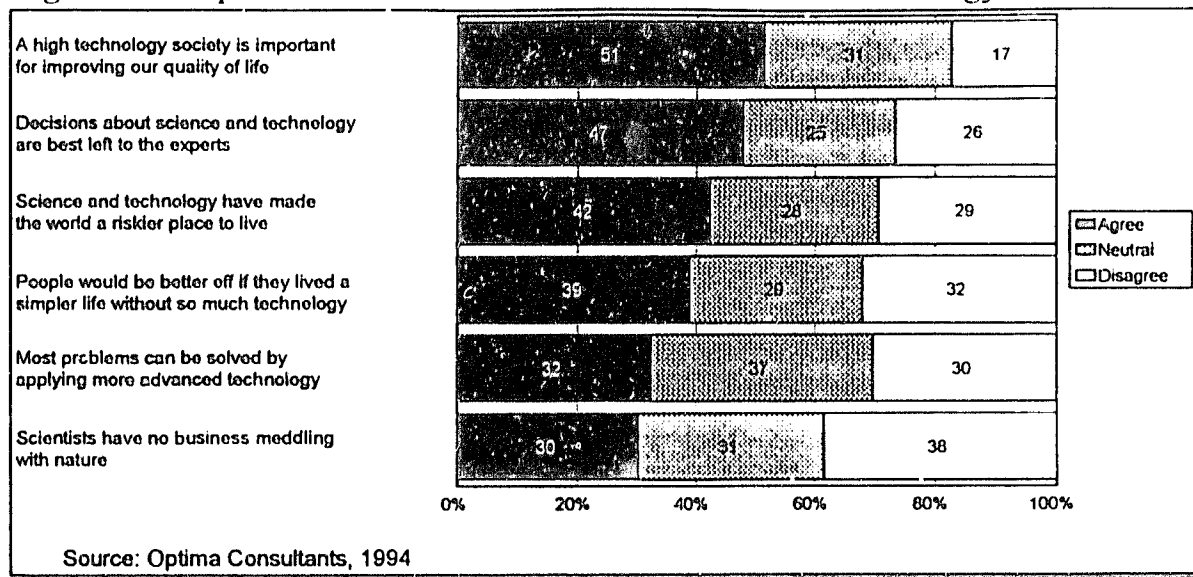 A high technology society is important
for improving our quality of life
51
31
17
Decisions about science and technology
are best left to the experts
47
25
26
Science and technology have made
the world a riskier place to live
42
28
29
People would be better off if they lived a
simpler life without so much technology
39
29
32
Most problems can be solved by
applying more advanced technology
32
37
30
Scientists have no business meddling
with nature
30
31
38
Agree
Neutral
Disagree
0%
20%
40%
60%
80%
100%
Source: Optima Consultants, 1994